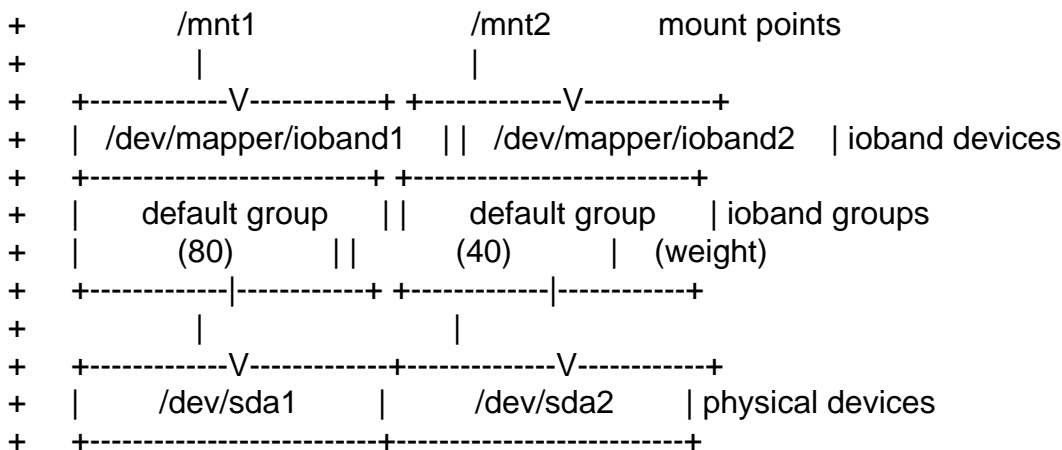 + /mnt1 /mnt2 mount points
+ | |
+ +-------------V------------+ +-------------V------------+
+ | /dev/mapper/ioband1 | | /dev/mapper/ioband2 | ioband devices
+ +--------------------------+ +--------------------------+
+ | default group | | default group | ioband groups
+ | (80) | | (40) | (weight)
+ +-------------|------------+ +-------------|------------+
+ | |
+ +-------------V-------------+--------------V------------+
+ | /dev/sda1 | /dev/sda2 | physical devices
+ +---------------------------+---------------------------+